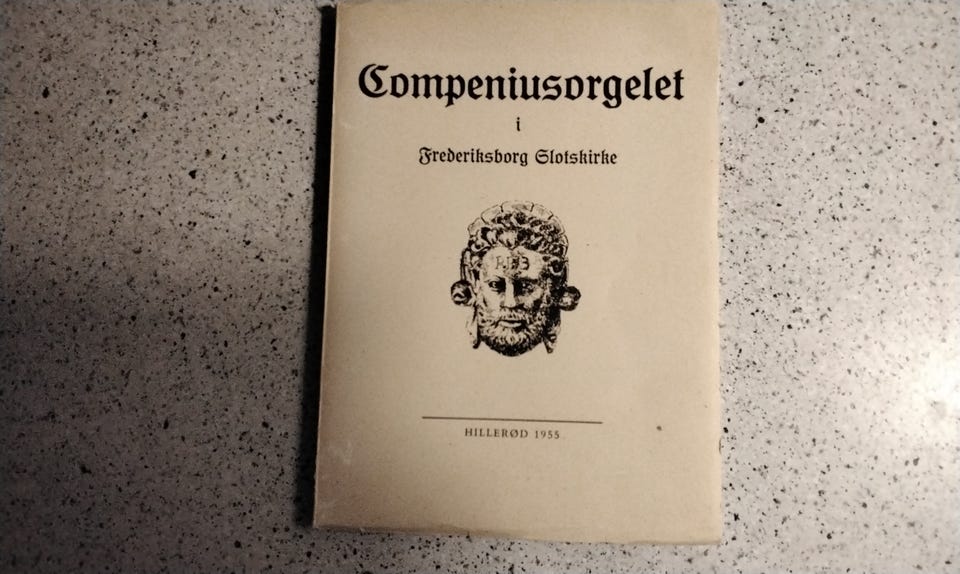 Compeniusorgelet
i
Frederiksborg Slotskirke
HILLERØD 1955